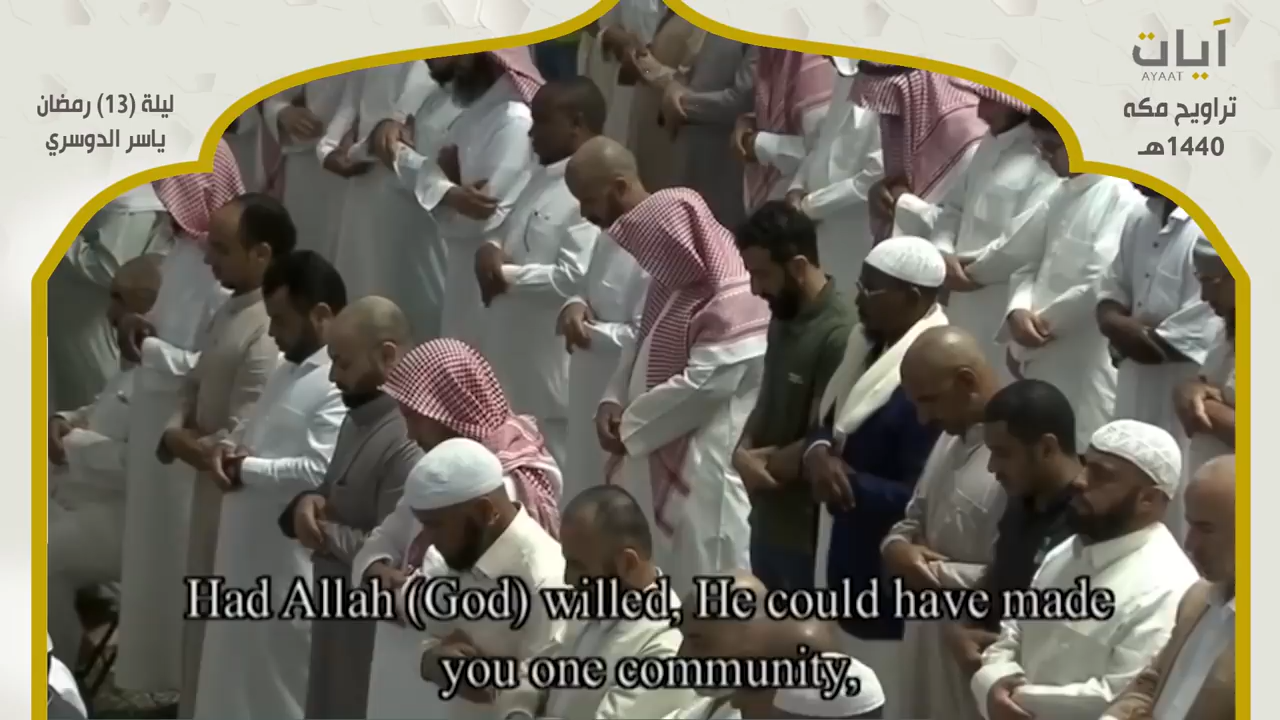 آيات
AYAAT
تراويح مكه
1440هـ
ليلة (13) رمضان
ياسر الدوسري
Had Allah (God) willed, He could have made
you one community,